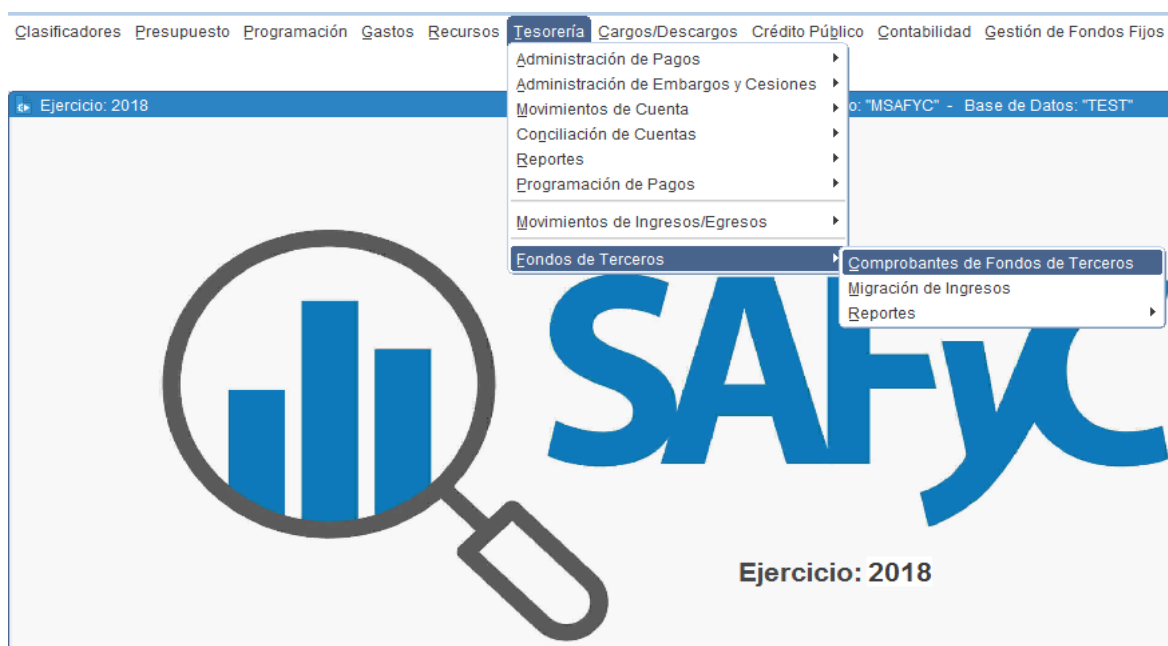 Clasificadores Presupuesto Programación Gastos Recursos Tesorería Cargos/Descargos Crédito Público Contabilidad Gestión de Fondos Fijos
Administración de Pagos
Administración de Embargos y Cesiones
Ejercicio: 2018
o: "MSAFYC" - Base de Datos: "TEST"
Movimientos de Cuenta
Conciliación de Cuentas
Reportes
Programación de Pagos
Movimientos de Ingresos/Egresos
Fondos de Terceros
Comprobantes de Fondos de Terceros
Migración de Ingresos
Reportes
SAFyC
Ejercicio: 2018